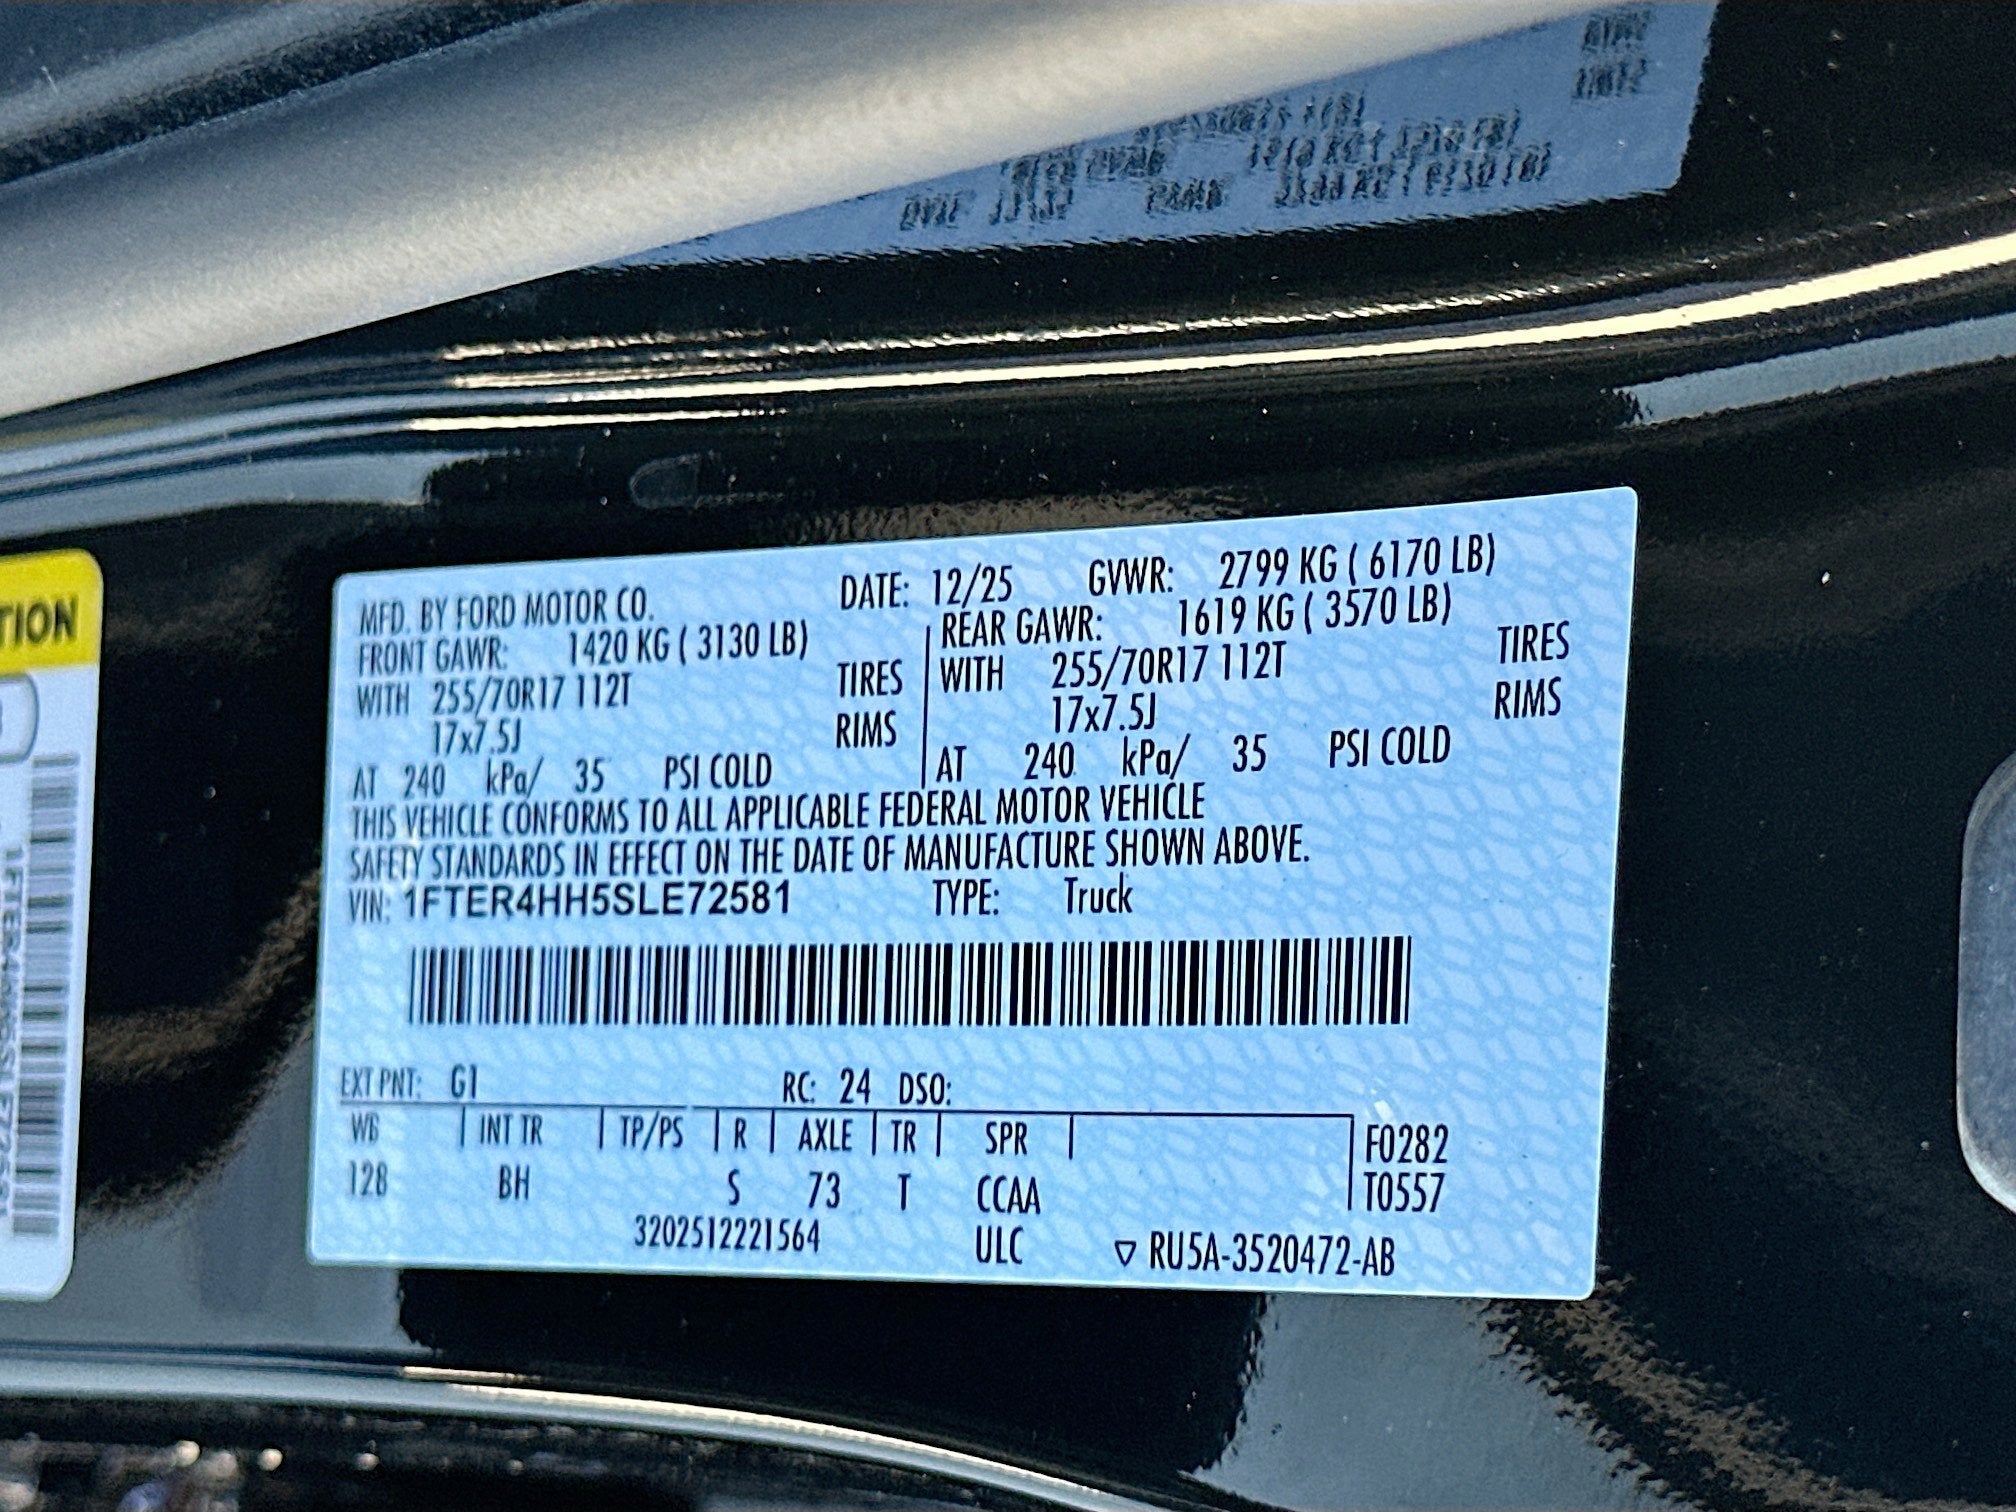 TION
MFD. BY FORD MOTOR CO. DATE: 12/25 GVWR: 2799 KG ( 6170 LB)
FRONT GAWR: 1420 KG ( 3130 LB) REAR GAWR: 1619 KG ( 3570 LB)
WITH 255/70R17 112T TIRES WITH 255/70R17 112T TIRES
17x7.5J RIMS 17x7.5J RIMS
AT 240 kPa/ 35 PSI COLD AT 240 kPa/ 35 PSI COLD
THIS VEHICLE CONFORMS TO ALL APPLICABLE FEDERAL MOTOR VEHICLE
SAFETY STANDARDS IN EFFECT ON THE DATE OF MANUFACTURE SHOWN ABOVE.
VIN: 1FTER4HH5SLE72581 TYPE: Truck
EXT PNT: G1 RC: 24 DSO:
WB INT TR TP/PS R AXLE TR SPR F0282
128 BH S 73 T CCAA T0557
3202512221564 ULC ▽ RU5A-3520472-AB
1FTER4HH5SLE72581